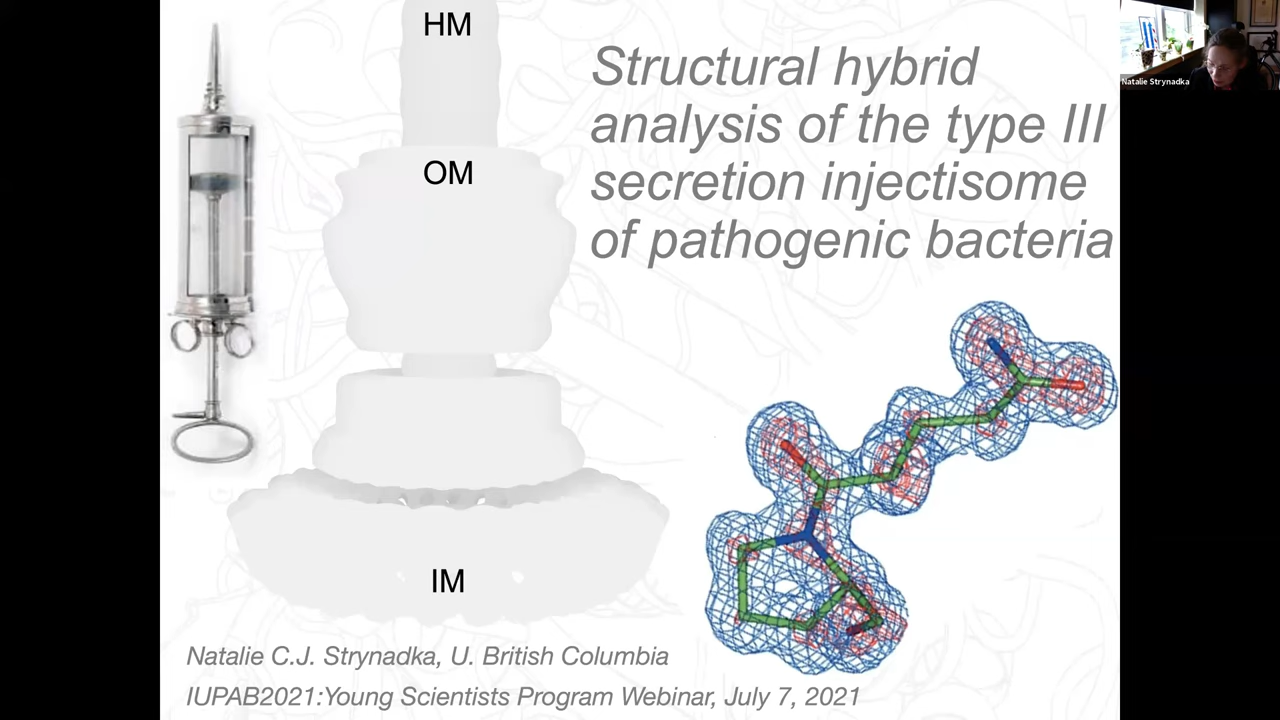 HM
OM
IM
Structural hybrid
analysis of the type III
secretion injectisome
of pathogenic bacteria
Natalie C.J. Strynadka, U. British Columbia
IUPAB2021:Young Scientists Program Webinar, July 7, 2021
Natalie Strynadka